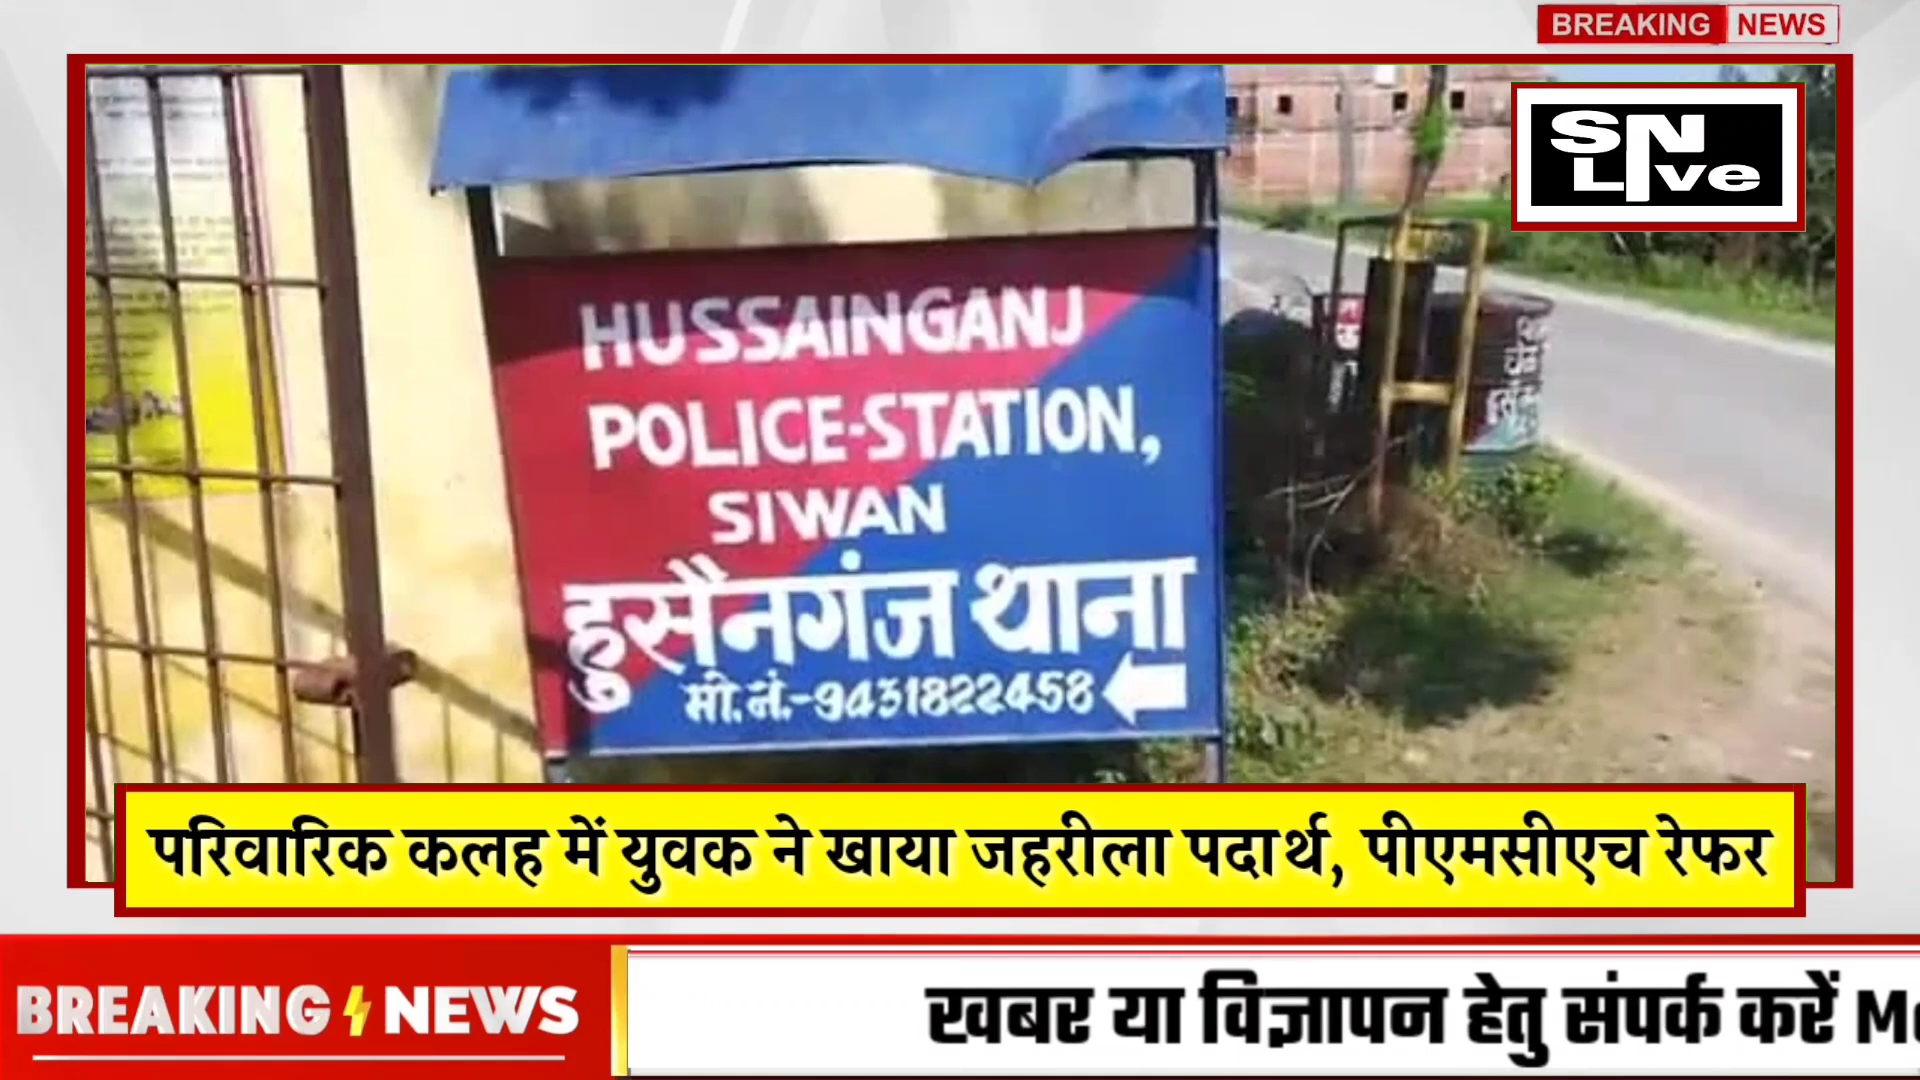 BREAKING NEWS
SN
Live
HUSSAINGANJ
POLICE-STATION,
SIWAN
हुसैनगंज थाना
मो.नं.-9431822458
परिवारिक कलह में युवक ने खाया जहरीला पदार्थ, पीएमसीएच रेफर
BREAKING NEWS
खबर या विज्ञापन हेतु संपर्क करें